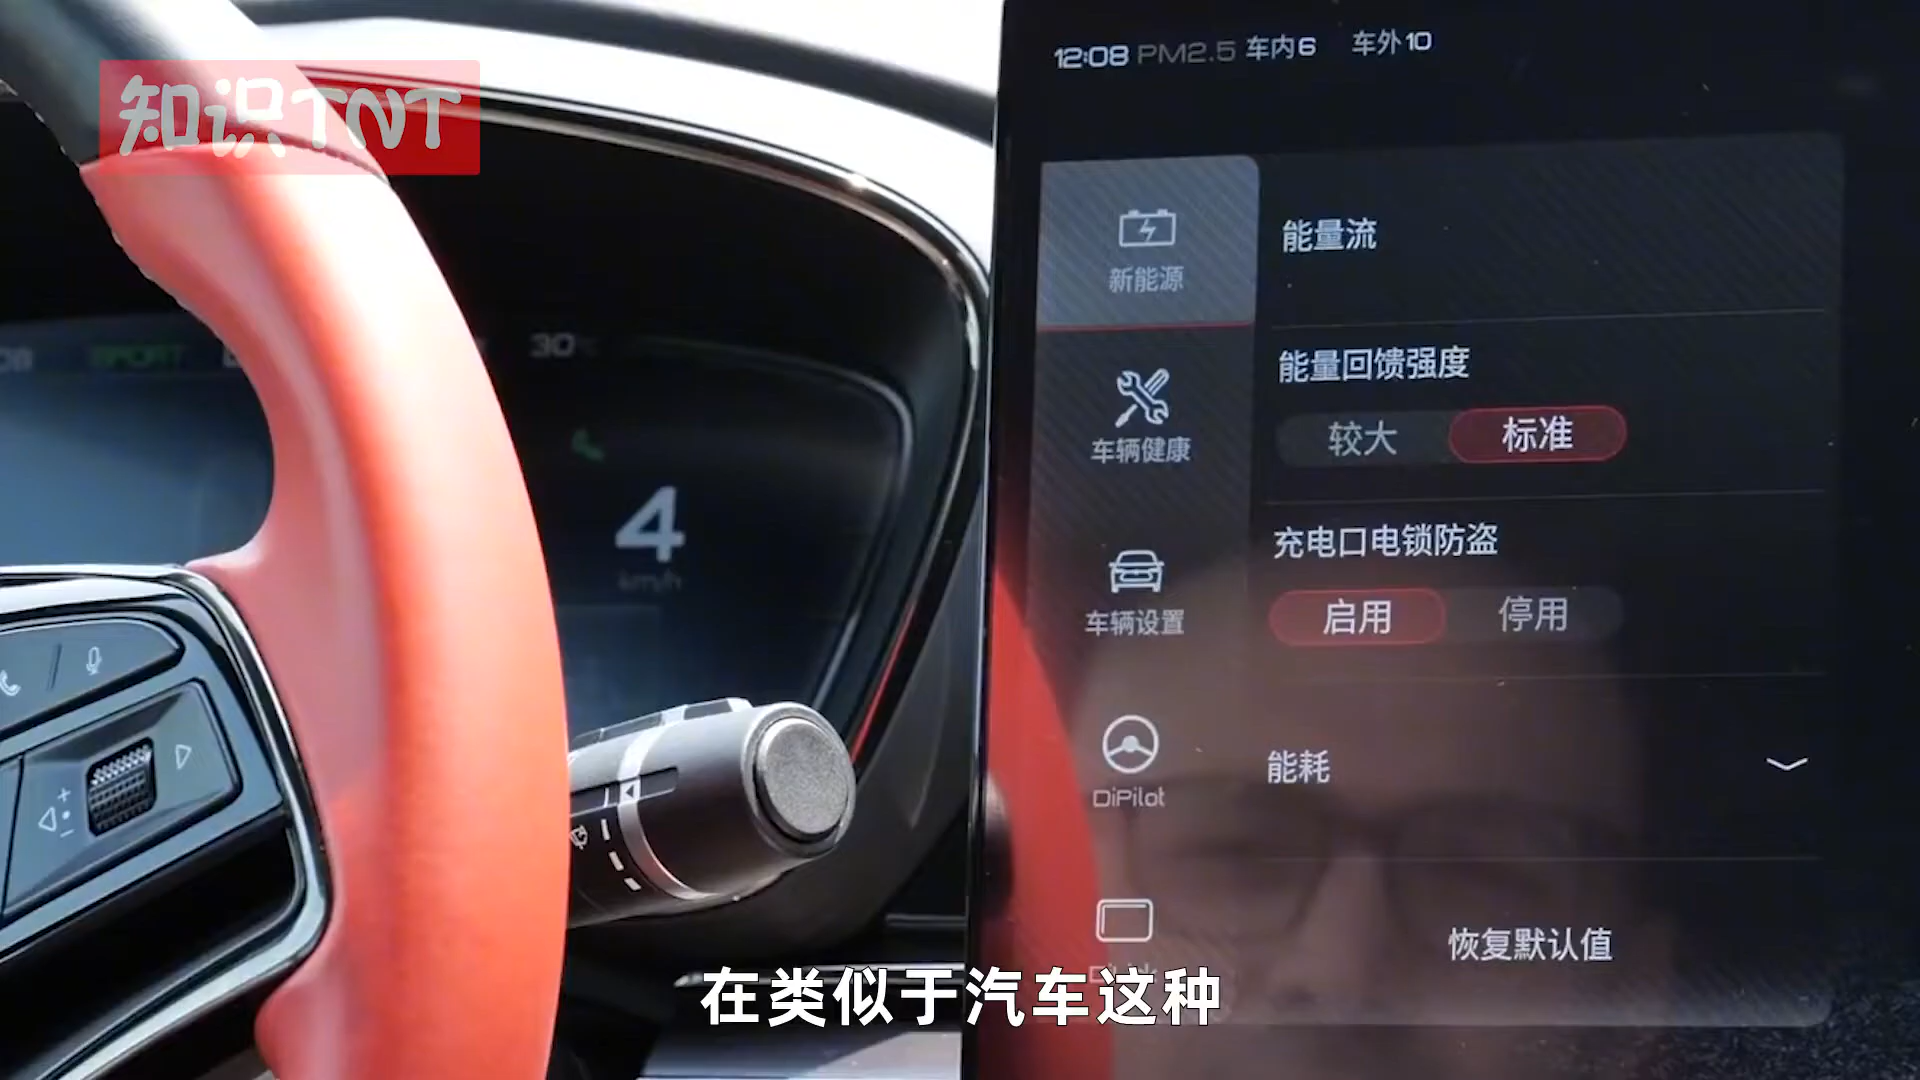 知识TNT
12:08 PM2.5 车内6 车外10
新能源
能量流
能量回馈强度
较大 标准
车辆健康
充电口电锁防盗
启用 停用
车辆设置
能耗
DiPilot
恢复默认值
SPORT
30
4
km/h
在类似于汽车这种